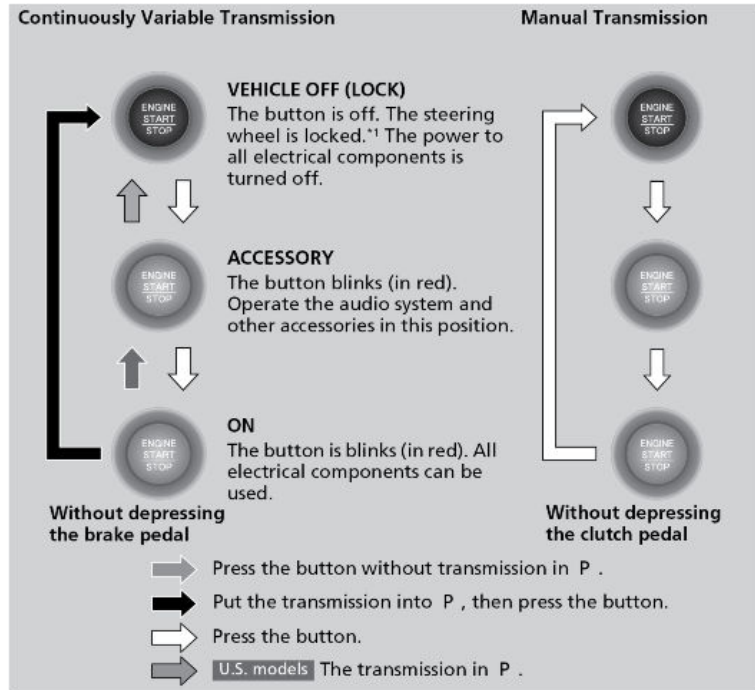 Continuously Variable Transmission
Manual Transmission
ENGINE
START
STOP
VEHICLE OFF (LOCK)
The button is off. The steering
wheel is locked.*1 The power to
all electrical components is
turned off.
ENGINE
START
STOP
ENGINE
START
STOP
ACCESSORY
The button blinks (in red).
Operate the audio system and
other accessories in this position.
ENGINE
START
STOP
ENGINE
START
STOP
ON
The button is blinks (in red). All
electrical components can be
used.
ENGINE
START
STOP
Without depressing
the brake pedal
Without depressing
the clutch pedal
Press the button without transmission in P .
Put the transmission into P , then press the button.
Press the button.
U.S. models The transmission in P .